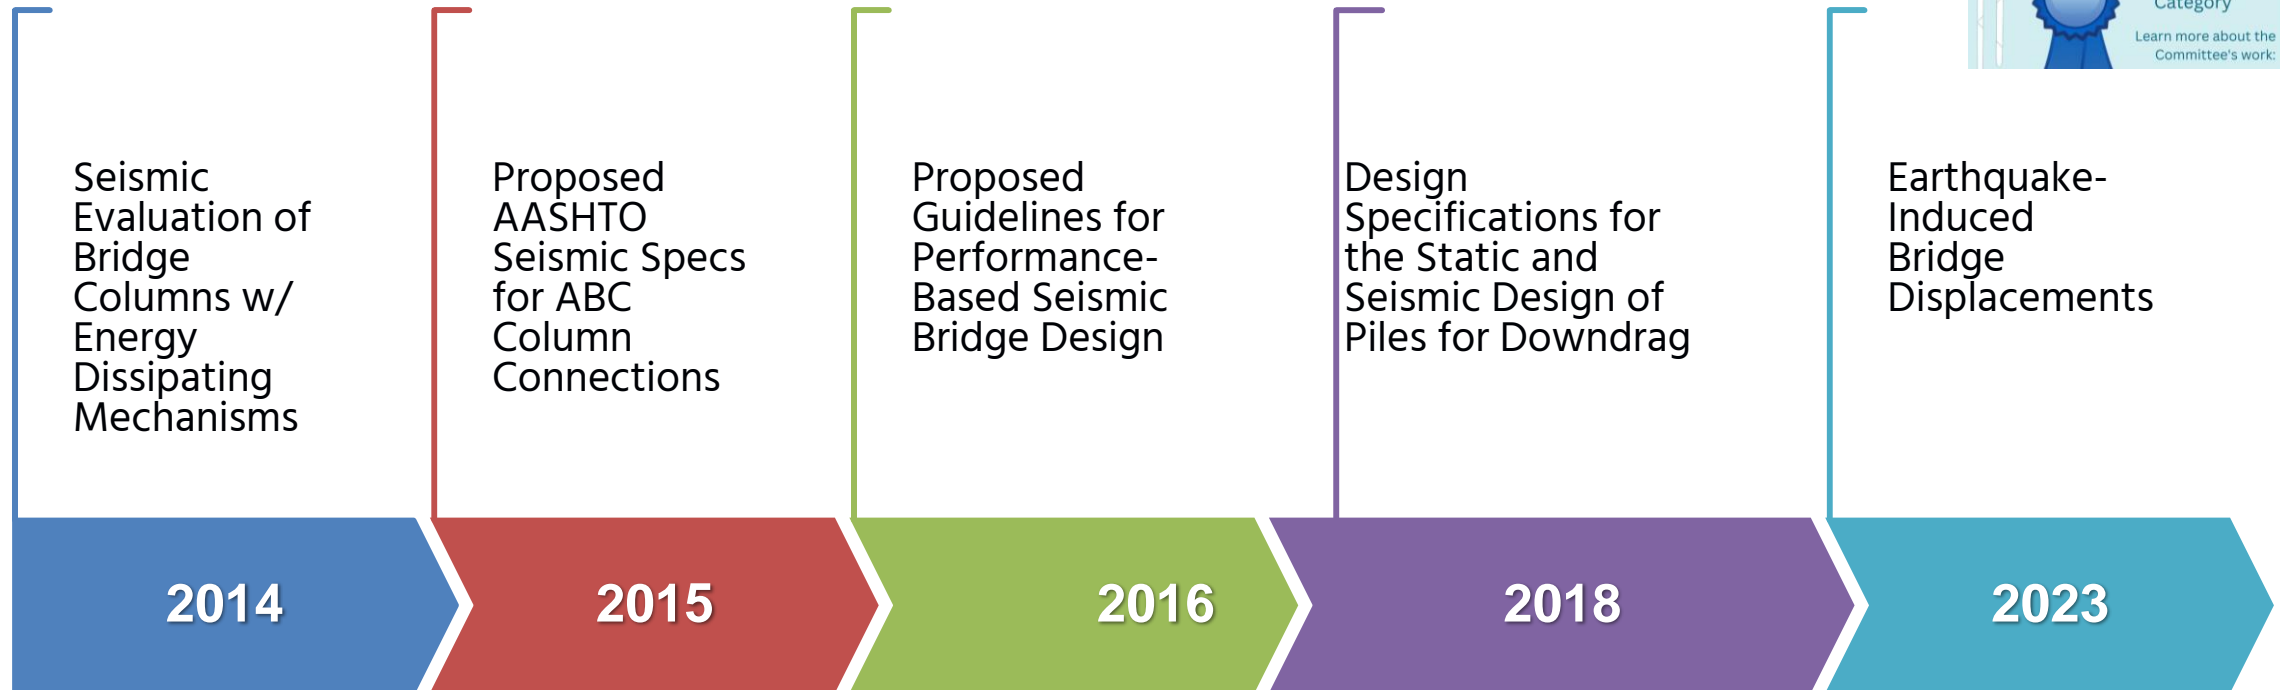 Category
Learn more about the
Committee's work:
Seismic
Evaluation of
Bridge
Columns w/
Energy
Dissipating
Mechanisms
Proposed
AASHTO
Seismic Specs
for ABC
Column
Connections
Proposed
Guidelines for
Performance-
Based Seismic
Bridge Design
Design
Specifications for
the Static and
Seismic Design of
Piles for Downdrag
Earthquake-
Induced
Bridge
Displacements
2014
2015
2016
2018
2023